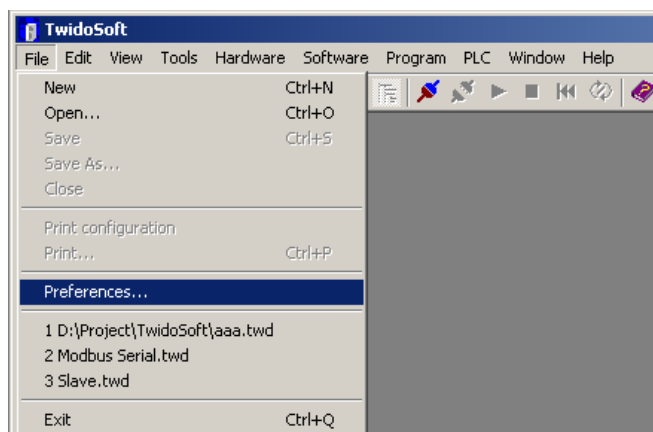 TwidoSoft
File Edit View Tools Hardware Software Program PLC Window Help
New Ctrl+N
Open... Ctrl+O
Save Ctrl+S
Save As...
Close
Print configuration
Print... Ctrl+P
Preferences...
1 D:\Project\TwidoSoft\aaa.twd
2 Modbus Serial.twd
3 Slave.twd
Exit Ctrl+Q